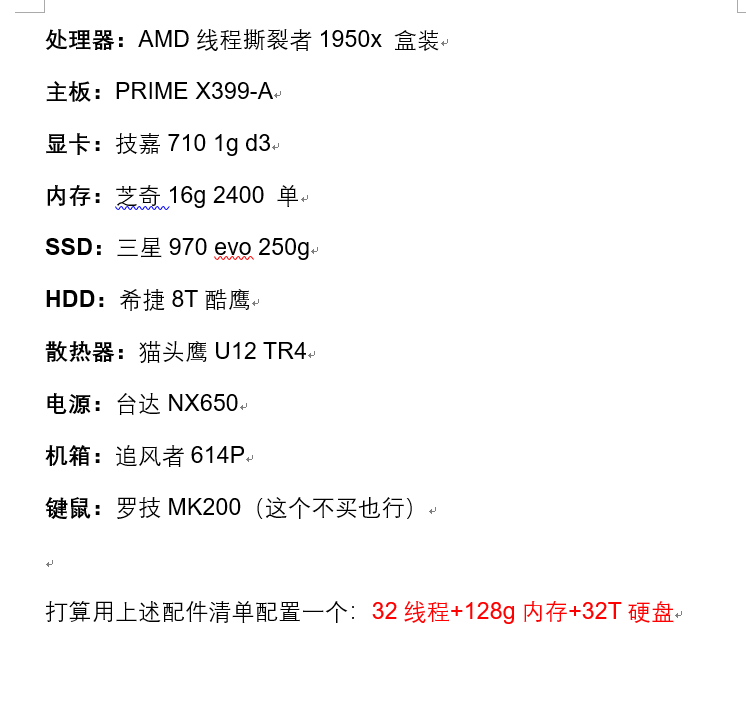 处理器：AMD 线程撕裂者 1950x 盒装
主板：PRIME X399-A
显卡：技嘉 710 1g d3
内存：芝奇 16g 2400 单
SSD：三星 970 evo 250g
HDD：希捷 8T 酷鹰
散热器：猫头鹰 U12 TR4
电源：台达 NX650
机箱：追风者 614P
键鼠：罗技 MK200（这个不买也行）
打算用上述配件清单配置一个：32 线程+128g 内存+32T 硬盘